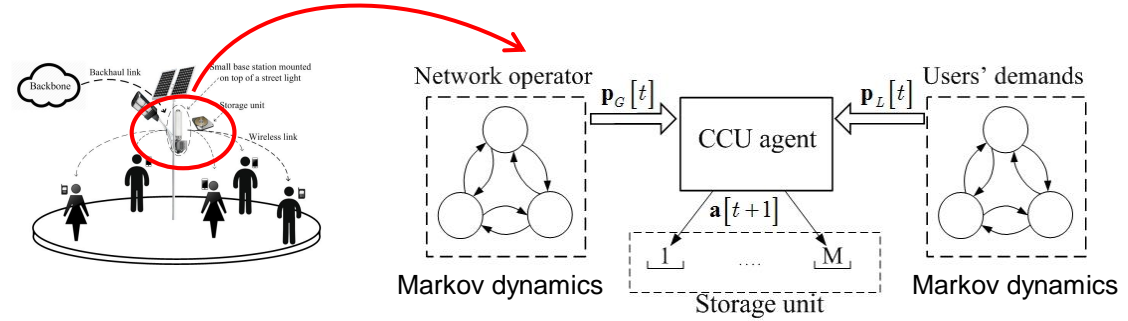 Small base station mounted
on top of a street light
Backhaul link
Backbone
Storage unit
Wireless link
Network operator
p_G[t]
CCU agent
p_L[t]
Users' demands
a[t+1]
1 .... M
Storage unit
Markov dynamics
Markov dynamics